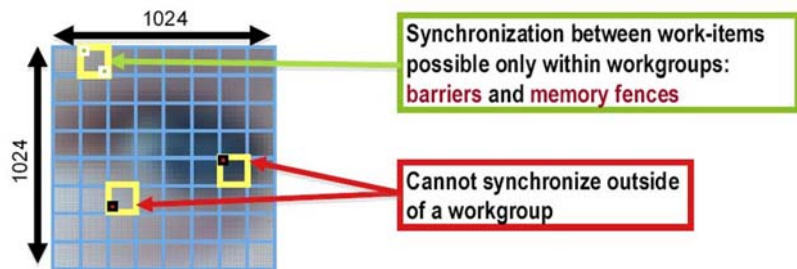 1024
1024
Synchronization between work-items
possible only within workgroups:
barriers and memory fences
Cannot synchronize outside
of a workgroup